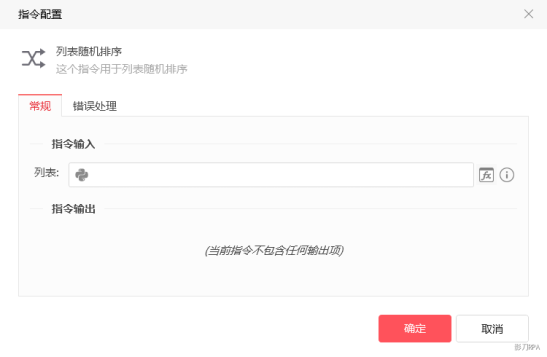 指令配置
列表随机排序
这个指令用于列表随机排序
常规 错误处理
指令输入
列表:
fx
指令输出
(当前指令不包含任何输出项)
确定 取消
影刀RPA